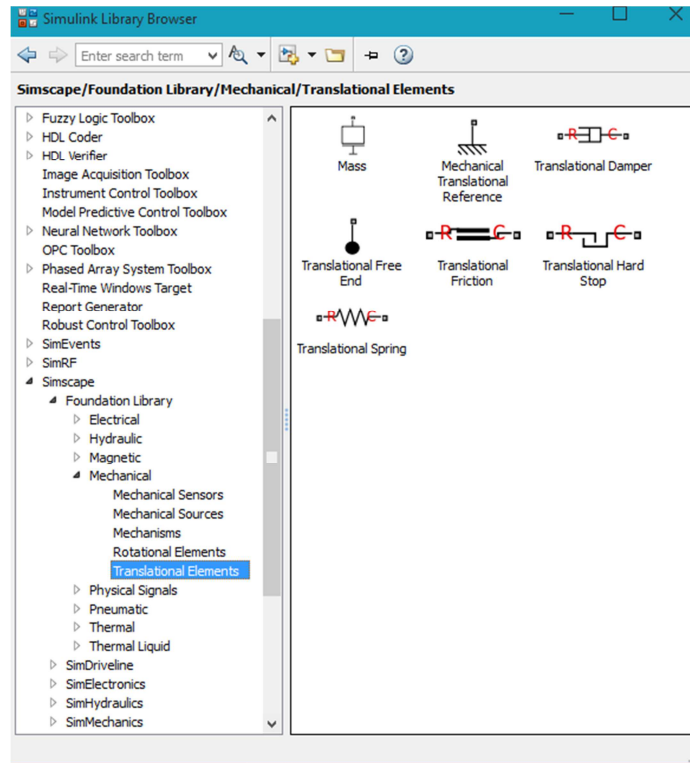 Simulink Library Browser
Enter search term
Simscape/Foundation Library/Mechanical/Translational Elements
Fuzzy Logic Toolbox
HDL Coder
HDL Verifier
Image Acquisition Toolbox
Instrument Control Toolbox
Model Predictive Control Toolbox
Neural Network Toolbox
OPC Toolbox
Phased Array System Toolbox
Real-Time Windows Target
Report Generator
Robust Control Toolbox
SimEvents
SimRF
Simscape
Foundation Library
Electrical
Hydraulic
Magnetic
Mechanical
Mechanical Sensors
Mechanical Sources
Mechanisms
Rotational Elements
Translational Elements
Physical Signals
Pneumatic
Thermal
Thermal Liquid
SimDriveline
SimElectronics
SimHydraulics
SimMechanics
Mass
Mechanical
Translational
Reference
R C
Translational Damper
Translational Free
End
R C
Translational
Friction
R C
Translational Hard
Stop
R C
Translational Spring